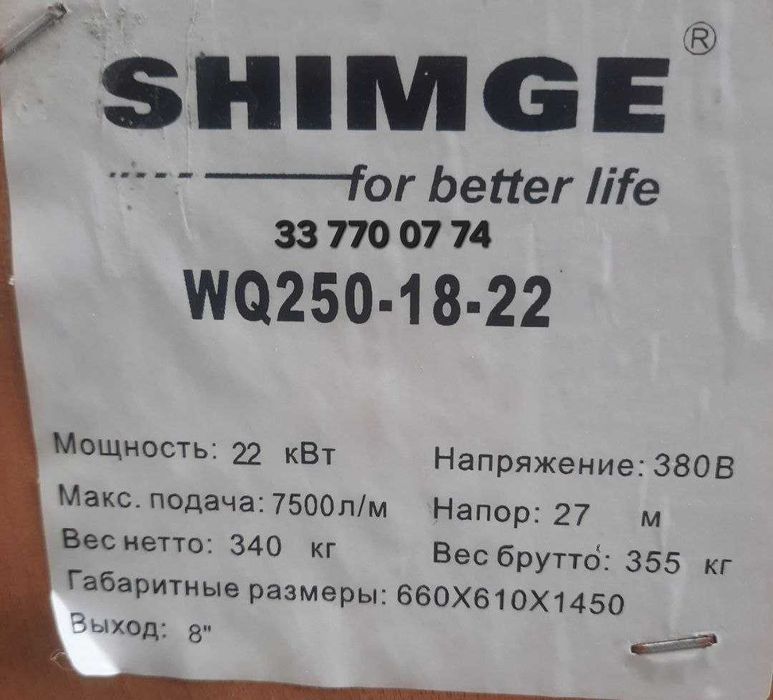 SHIMGE®
for better life
33 770 07 74
WQ250-18-22
Мощность: 22 кВт Напряжение: 380В
Макс. подача: 7500л/м Напор: 27 м
Вес нетто: 340 кг Вес брутто: 355 кг
Габаритные размеры: 660X610X1450
Выход: 8"